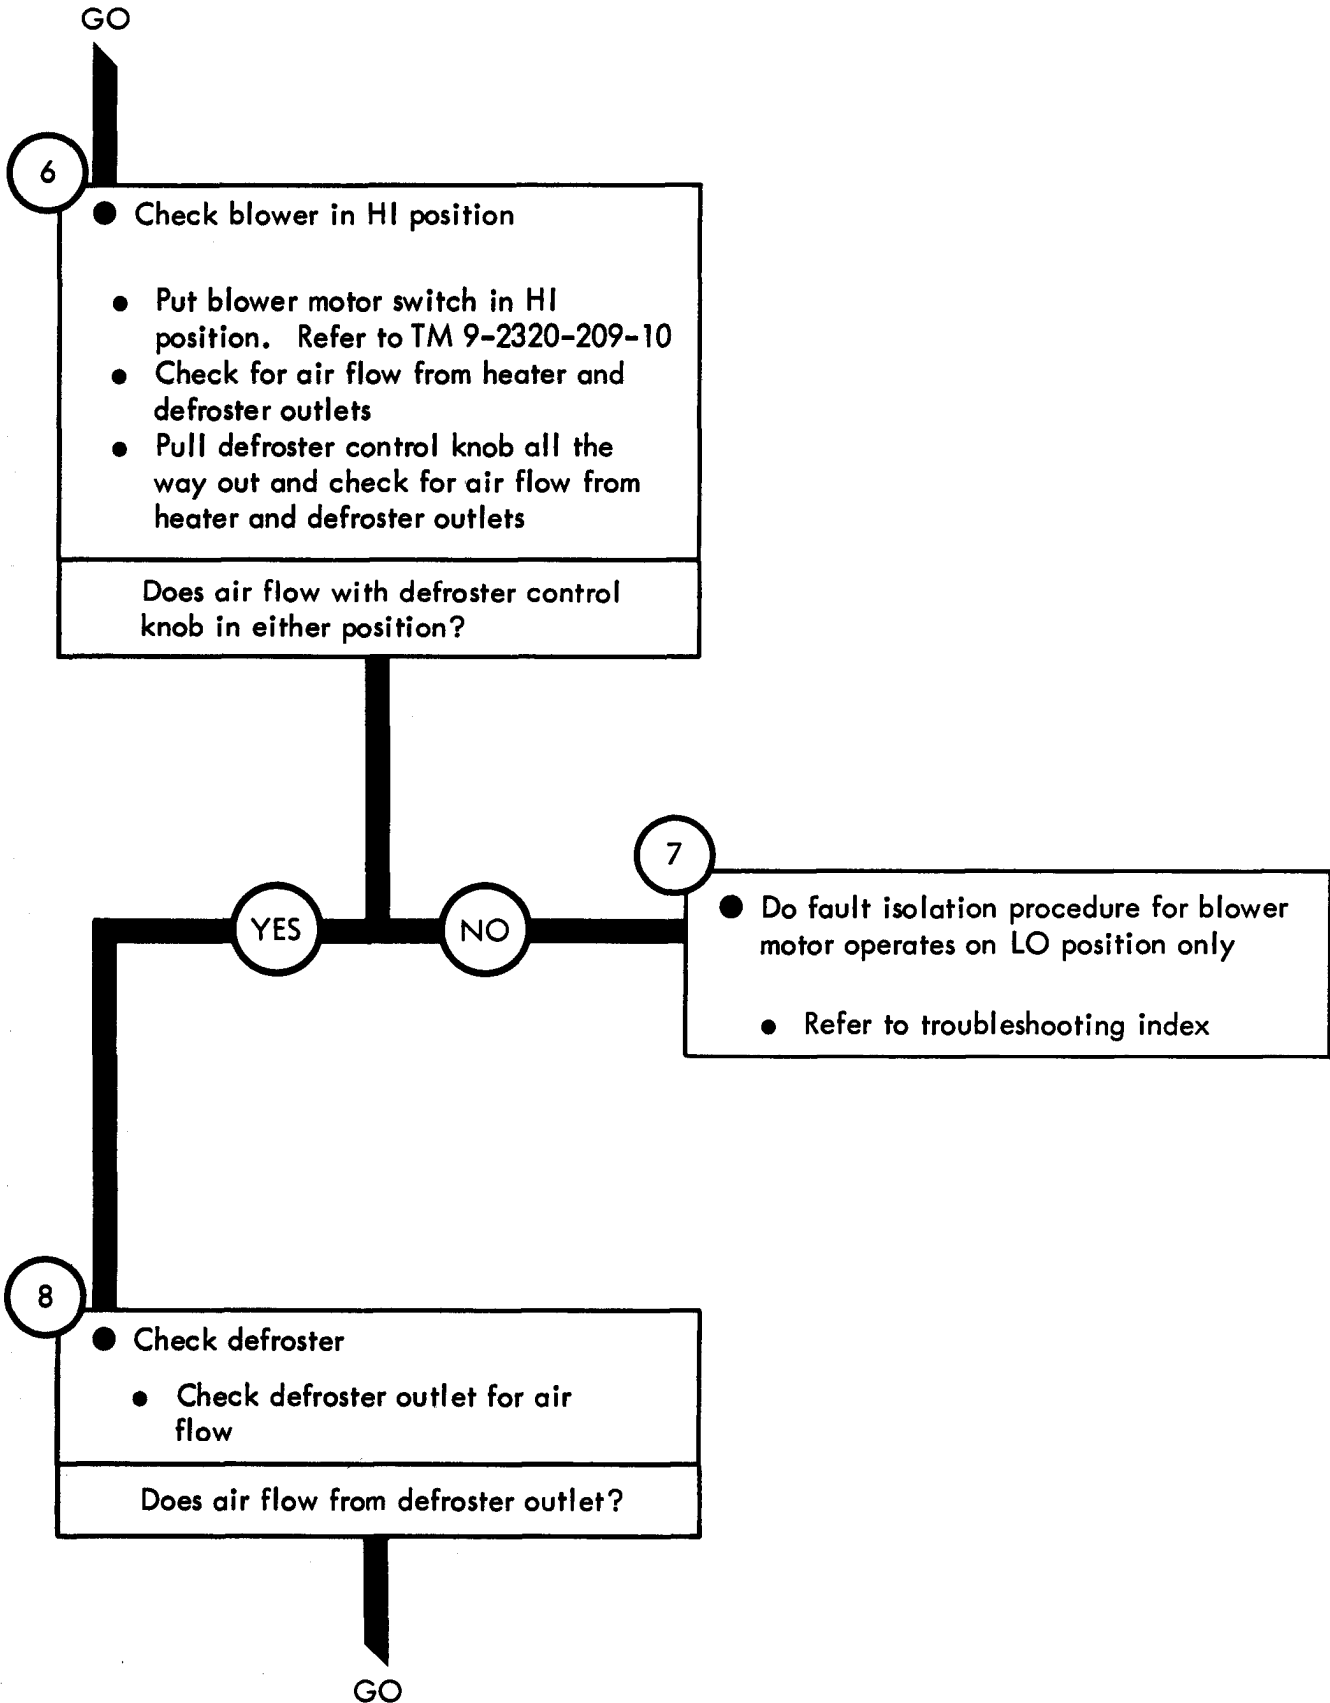 GO
6
● Check blower in HI position
● Put blower motor switch in HI
position. Refer to TM 9-2320-209-10
● Check for air flow from heater and
defroster outlets
● Pull defroster control knob all the
way out and check for air flow from
heater and defroster outlets
Does air flow with defroster control
knob in either position?
YES
NO
7
● Do fault isolation procedure for blower
motor operates on LO position only
● Refer to troubleshooting index
8
● Check defroster
● Check defroster outlet for air
flow
Does air flow from defroster outlet?
GO